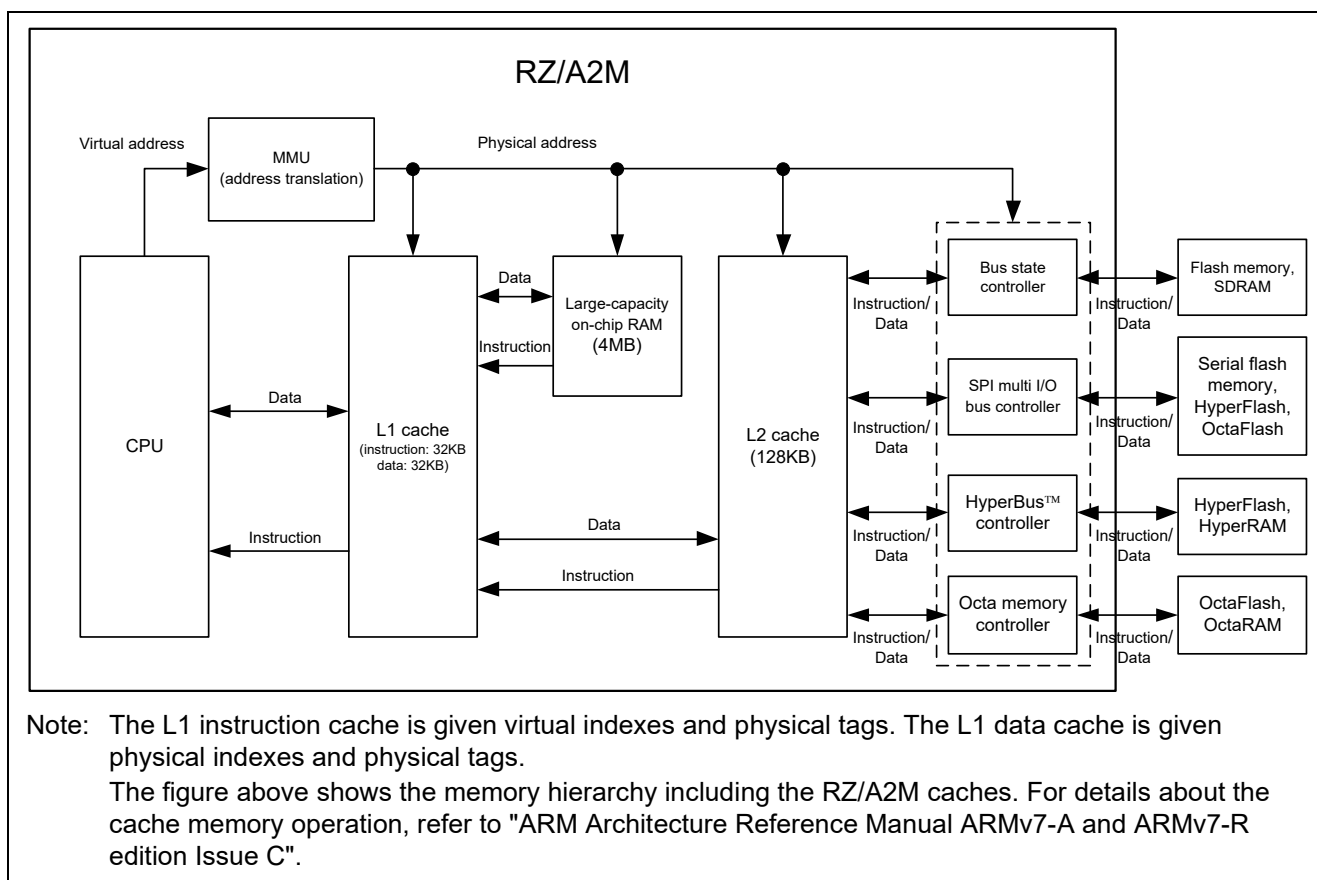 RZ/A2M
Virtual address
MMU
(address translation)
Physical address
CPU
Data
Instruction
L1 cache
(instruction: 32KB
data: 32KB)
Data
Instruction
Large-capacity
on-chip RAM
(4MB)
Data
Instruction
L2 cache
(128KB)
Instruction/
Data
Bus state
controller
Instruction/
Data
Flash memory,
SDRAM
Instruction/
Data
SPI multi I/O
bus controller
Instruction/
Data
Serial flash
memory,
HyperFlash,
OctaFlash
Instruction/
Data
HyperBus™
controller
Instruction/
Data
HyperFlash,
HyperRAM
Instruction/
Data
Octa memory
controller
Instruction/
Data
OctaFlash,
OctaRAM
Note: The L1 instruction cache is given virtual indexes and physical tags. The L1 data cache is given
physical indexes and physical tags.
The figure above shows the memory hierarchy including the RZ/A2M caches. For details about the
cache memory operation, refer to "ARM Architecture Reference Manual ARMv7-A and ARMv7-R
edition Issue C".